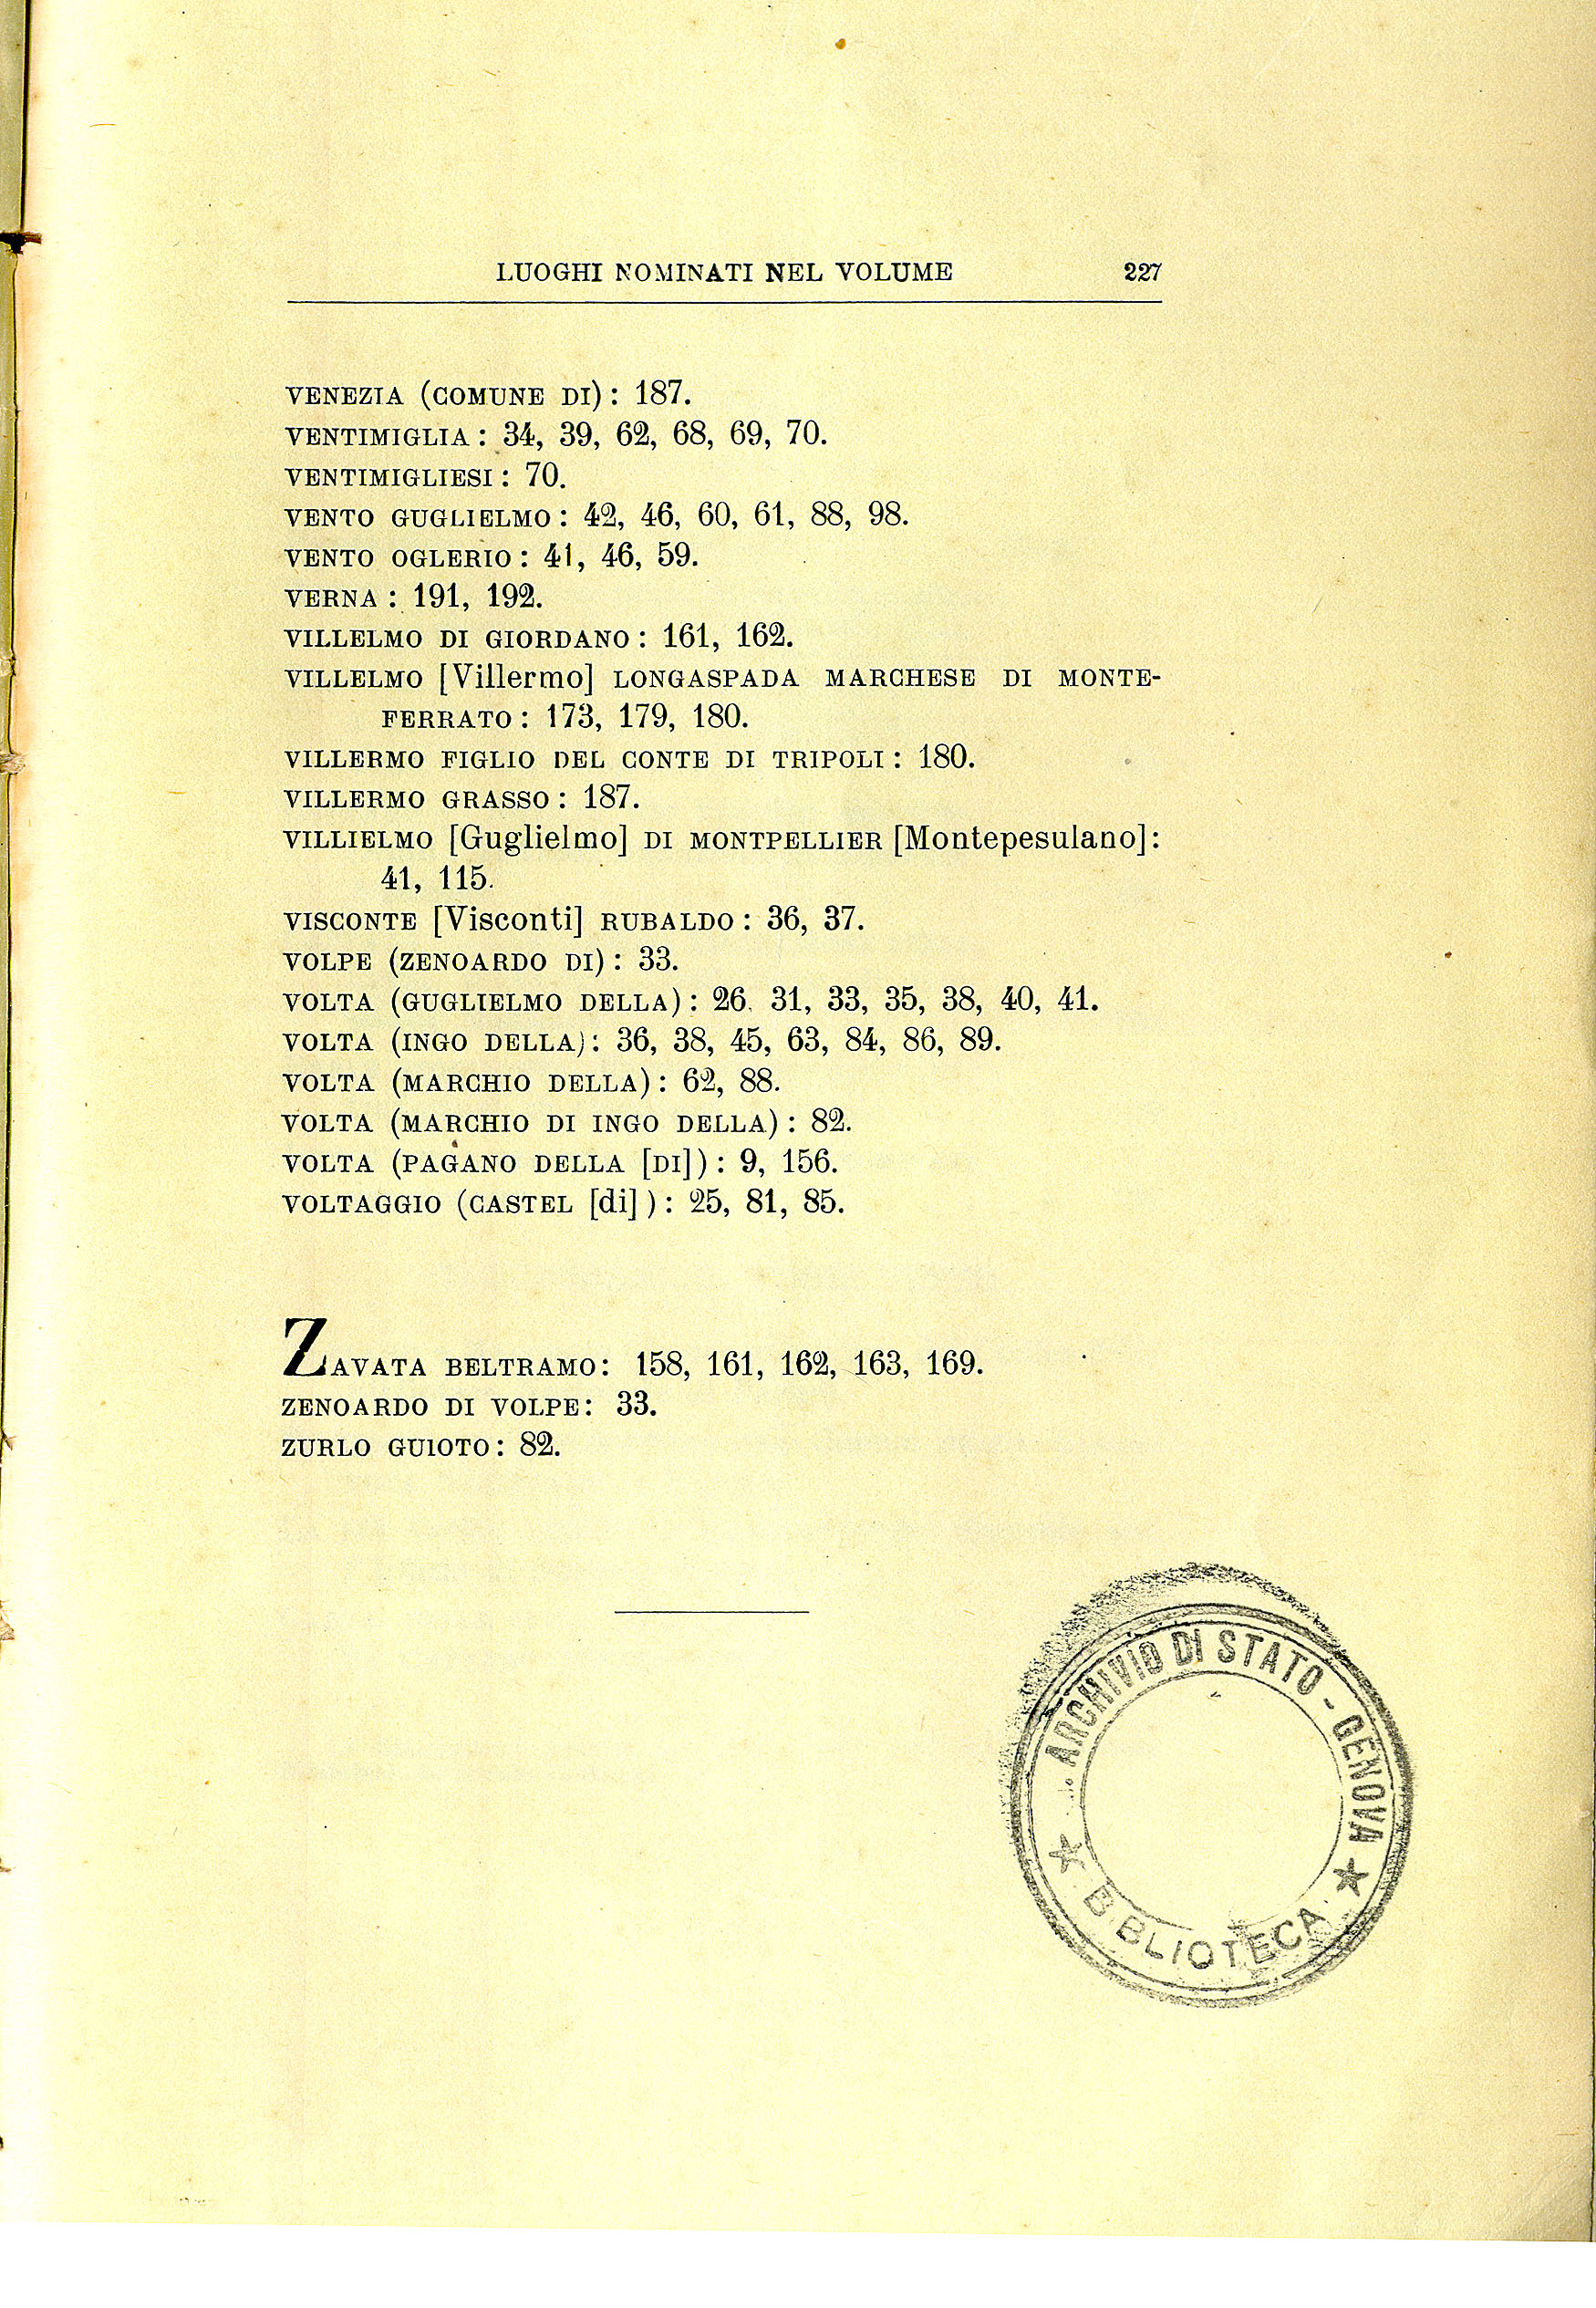 LUOGHI NOMINATI NEL VOLUME 227
VENEZIA (COMUNE DI): 187.
VENTIMIGLIA: 34, 39, 62, 68, 69, 70.
VENTIMIGLIESI: 70.
VENTO GUGLIELMO: 42, 46, 60, 61, 88, 98.
VENTO OGLERIO: 41, 46, 59.
VERNA: 191, 192.
VILLELMO DI GIORDANO: 161, 162.
VILLELMO [Villermo] LONGASPADA MARCHESE DI MONTE-
FERRATO: 173, 179, 180.
VILLERMO FIGLIO DEL CONTE DI TRIPOLI: 180.
VILLERMO GRASSO: 187.
VILLIELMO [Guglielmo] DI MONTPELLIER [Montepesulano]:
41, 115.
VISCONTE [Visconti] RUBALDO: 36, 37.
VOLPE (ZENOARDO DI): 33.
VOLTA (GUGLIELMO DELLA): 26. 31, 33, 35, 38, 40, 41.
VOLTA (INGO DELLA): 36, 38, 45, 63, 84, 86, 89.
VOLTA (MARCHIO DELLA): 62, 88.
VOLTA (MARCHIO DI INGO DELLA): 82.
VOLTA (PAGANO DELLA [DI]): 9, 156.
VOLTAGGIO (CASTEL [di]): 25, 81, 85.
ZAVATA BELTRAMO: 158, 161, 162, 163, 169.
ZENOARDO DI VOLPE: 33.
ZURLO GUIOTO: 82.
ARCHIVIO DI STATO - GENOVA
★ BIBLIOTECA ★